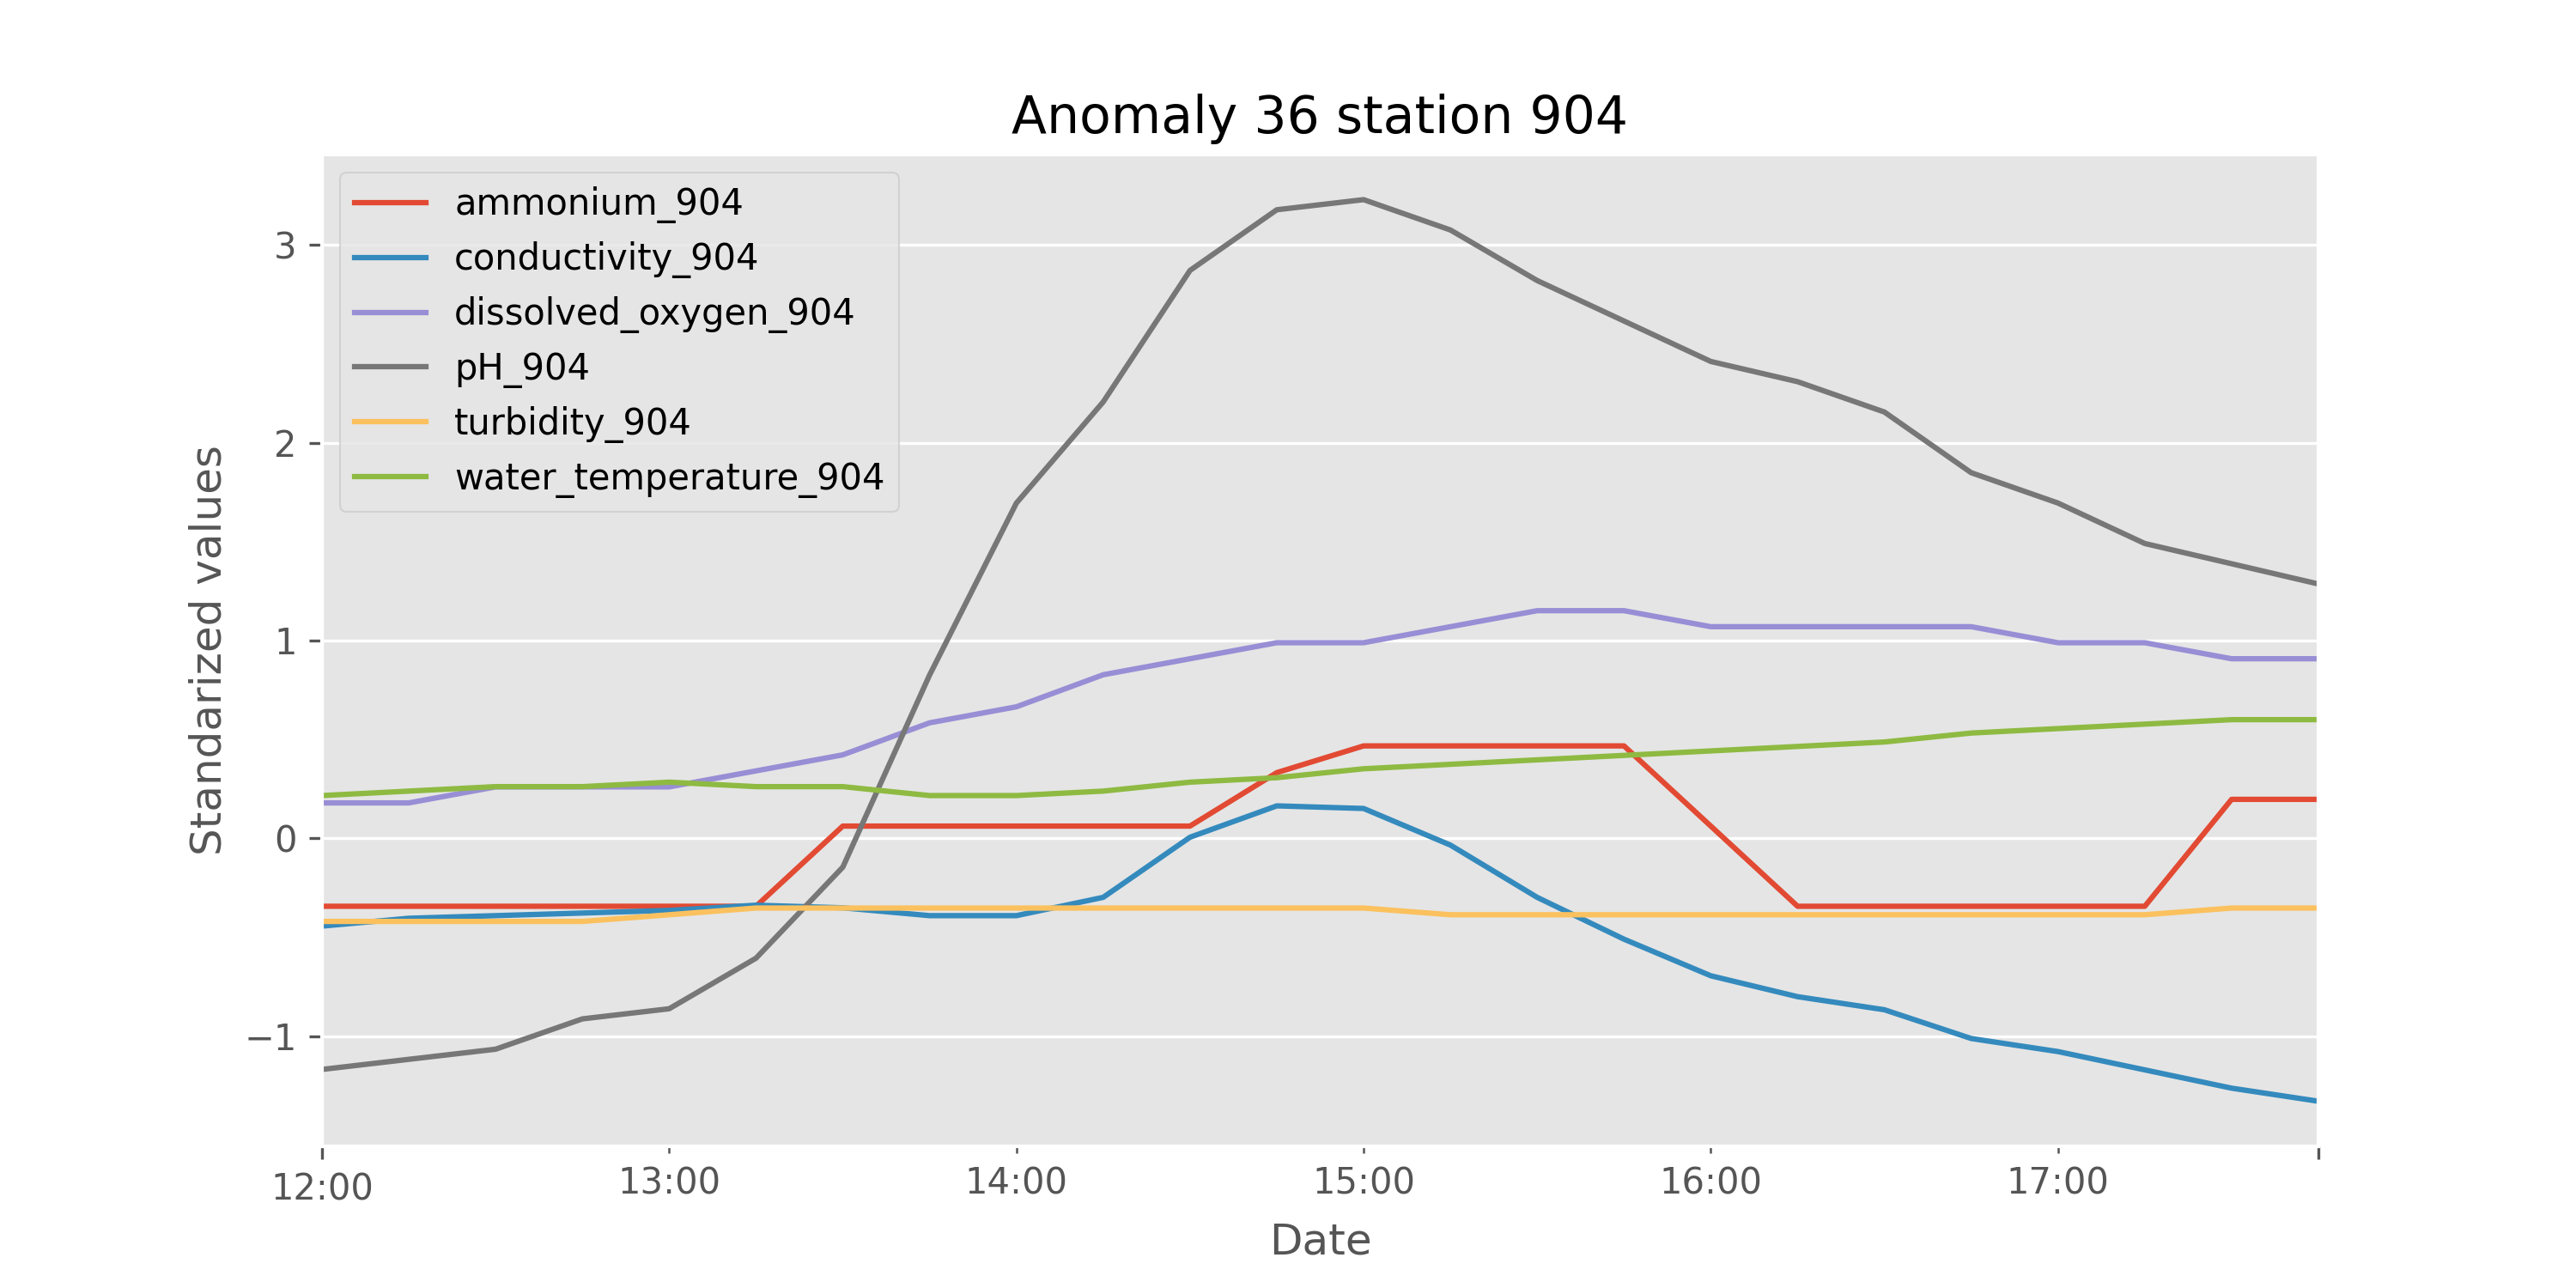 Anomaly 36 station 904
ammonium_904
conductivity_904
dissolved_oxygen_904
pH_904
turbidity_904
water_temperature_904
Standarized values
3
2
1
0
−1
12:00 13:00 14:00 15:00 16:00 17:00
Date